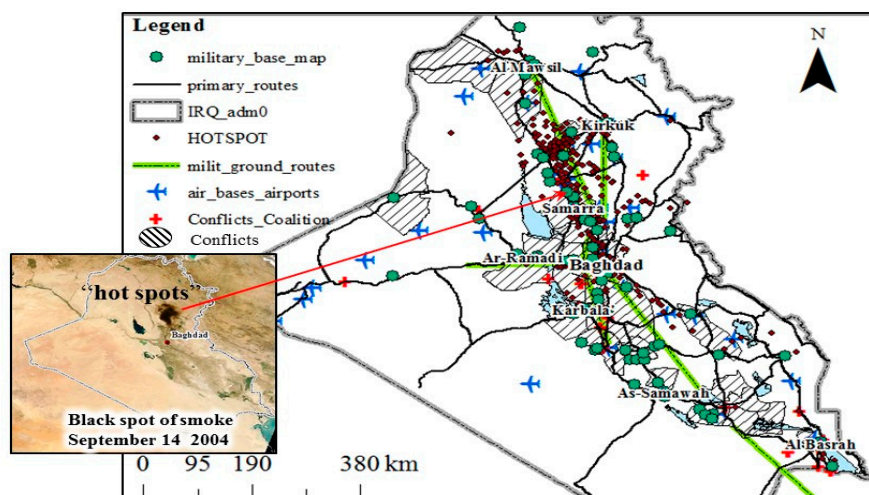 Legend
military_base_map
primary_routes
IRQ_adm0
HOTSPOT
milit_ground_routes
air_bases_airports
Conflicts_Coalition
Conflicts
N
Al-Mawsil
Kirkuk
Samarra
Ar-Ramadi
Baghdad
Karbala
As-Samawah
Al Basrah
“hot spots”
Baghdad
Black spot of smoke
September 14 2004
0 95 190 380 km